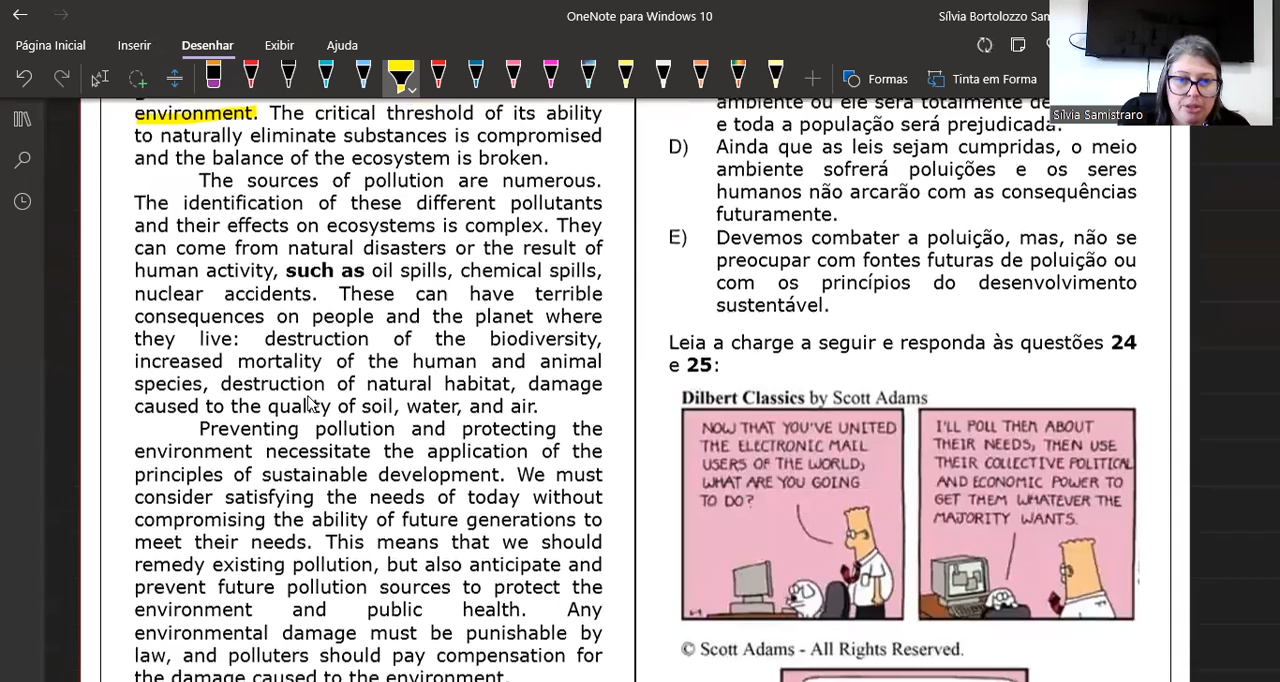 OneNote para Windows 10
Sílvia Bortolozzo Sam
Página Inicial
Inserir
Desenhar
Exibir
Ajuda
Formas
Tinta em Forma
Sílvia Samistraro
environment. The critical threshold of its ability
to naturally eliminate substances is compromised
and the balance of the ecosystem is broken.
The sources of pollution are numerous.
The identification of these different pollutants
and their effects on ecosystems is complex. They
can come from natural disasters or the result of
human activity, such as oil spills, chemical spills,
nuclear accidents. These can have terrible
consequences on people and the planet where
they live: destruction of the biodiversity,
increased mortality of the human and animal
species, destruction of natural habitat, damage
caused to the quality of soil, water, and air.
Preventing pollution and protecting the
environment necessitate the application of the
principles of sustainable development. We must
consider satisfying the needs of today without
compromising the ability of future generations to
meet their needs. This means that we should
remedy existing pollution, but also anticipate and
prevent future pollution sources to protect the
environment and public health. Any
environmental damage must be punishable by
law, and polluters should pay compensation for
the damage caused to the environment.
ambiente ou ele será totalmente de
e toda a população será prejudicada.
D) Ainda que as leis sejam cumpridas, o meio
ambiente sofrerá poluições e os seres
humanos não arcarão com as consequências
futuramente.
E) Devemos combater a poluição, mas, não se
preocupar com fontes futuras de poluição ou
com os princípios do desenvolvimento
sustentável.
Leia a charge a seguir e responda às questões 24
e 25:
Dilbert Classics by Scott Adams
NOW THAT YOU'VE UNITED
THE ELECTRONIC MAIL
USERS OF THE WORLD,
WHAT ARE YOU GOING
TO DO?
I'LL POLL THEM ABOUT
THEIR NEEDS, THEN USE
THEIR COLLECTIVE POLITICAL
AND ECONOMIC POWER TO
GET THEM WHATEVER THE
MAJORITY WANTS.
© Scott Adams - All Rights Reserved.